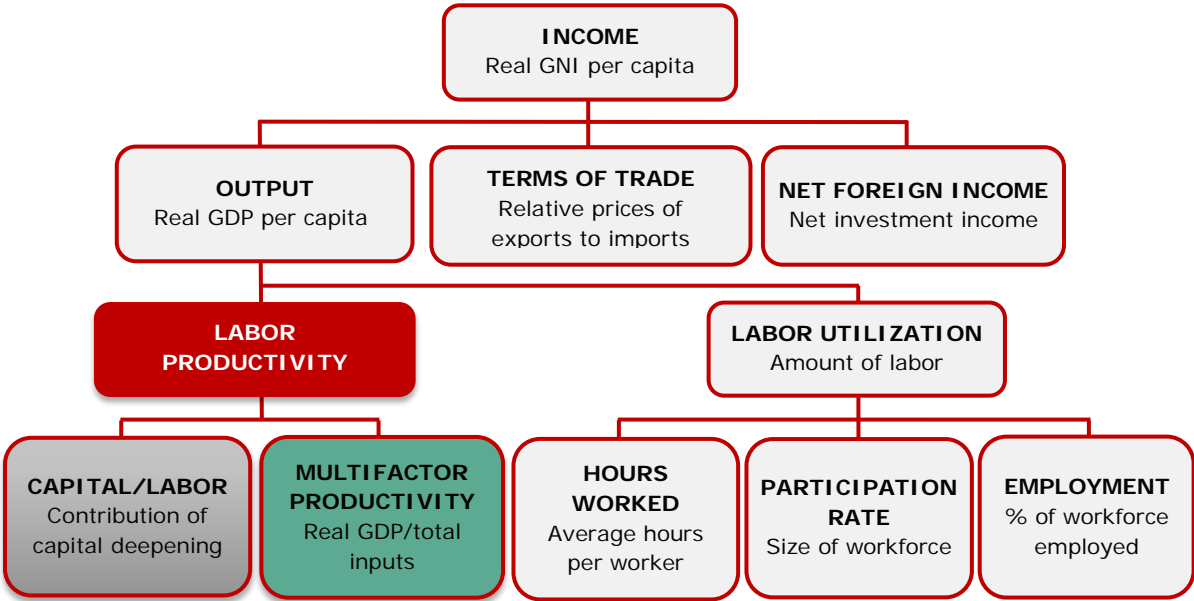 INCOME
Real GNI per capita
OUTPUT
Real GDP per capita
TERMS OF TRADE
Relative prices of
exports to imports
NET FOREIGN INCOME
Net investment income
LABOR
PRODUCTIVITY
LABOR UTILIZATION
Amount of labor
CAPITAL/LABOR
Contribution of
capital deepening
MULTIFACTOR
PRODUCTIVITY
Real GDP/total
inputs
HOURS
WORKED
Average hours
per worker
PARTICIPATION
RATE
Size of workforce
EMPLOYMENT
% of workforce
employed